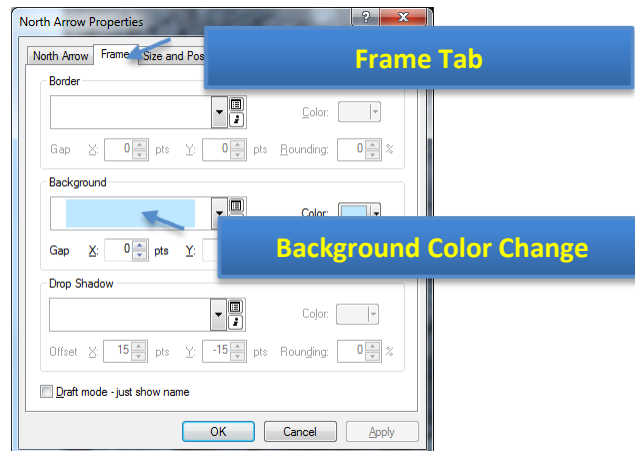 North Arrow Properties
North Arrow Frame Size and Pos
Frame Tab
Border
Color:
Gap X: 0 pts Y: 0 pts Rounding: 0 %
Background
Color:
Gap X: 0 pts Y:
Background Color Change
Drop Shadow
Color:
Offset X: 15 pts Y: -15 pts Rounding: 0 %
Draft mode - just show name
OK Cancel Apply